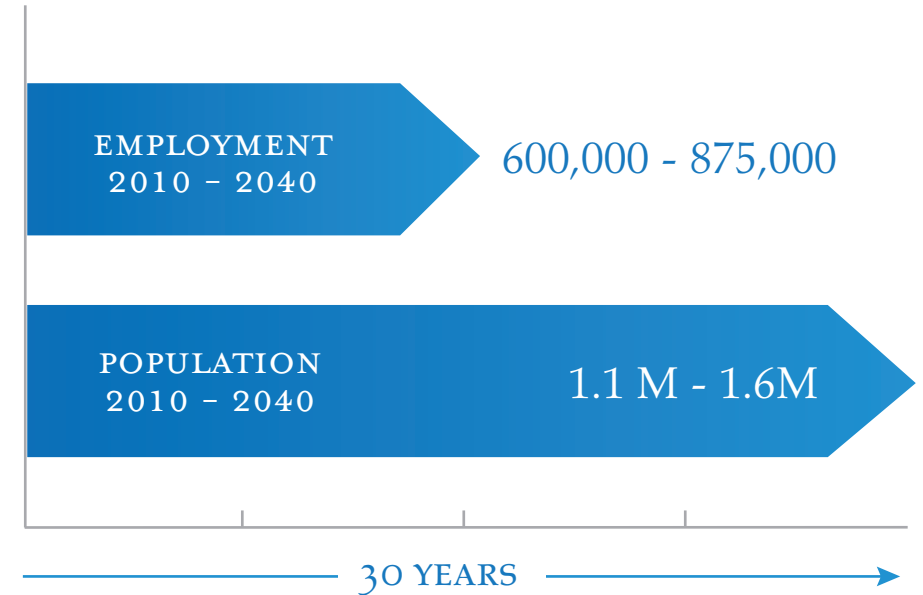 EMPLOYMENT
2010 – 2040
600,000 - 875,000
POPULATION
2010 – 2040
1.1 M - 1.6M
30 YEARS